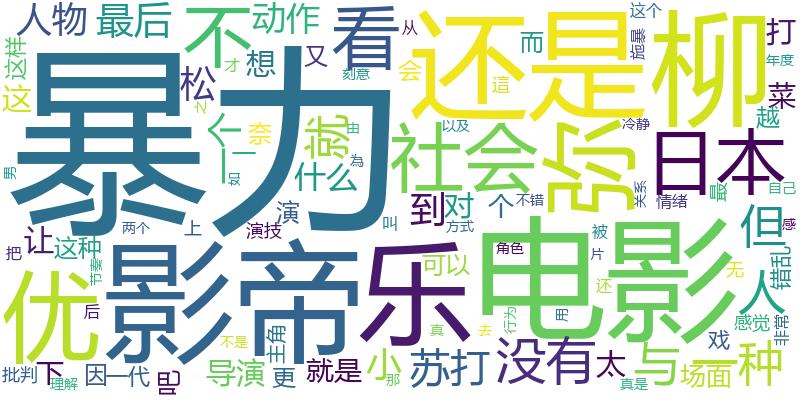 人物
最后
不
动作
看
还是
柳
打
从
这个
施暴
年度
这样
松
想
又
才
刻意
会
而
這
菜
这
之
暴力
一个
奈
就
社会
弥
冷静
日本
越
如一
什么
由
為
以及
关系
情绪
最
自己
男
演
到
对
个
不错
但
感
让
这种
两个
上
演技
叫
方式
被
人
错乱
把
优
影帝
乐
电影
角色
片
无
节奏
可以
还
感觉
非常
后
主角
行为
用
戏
不是
真
去
批判
下
理解
因
一代
吧
导演
更
就是
小
那
苏打
没有
太
与
真是
场面
一种